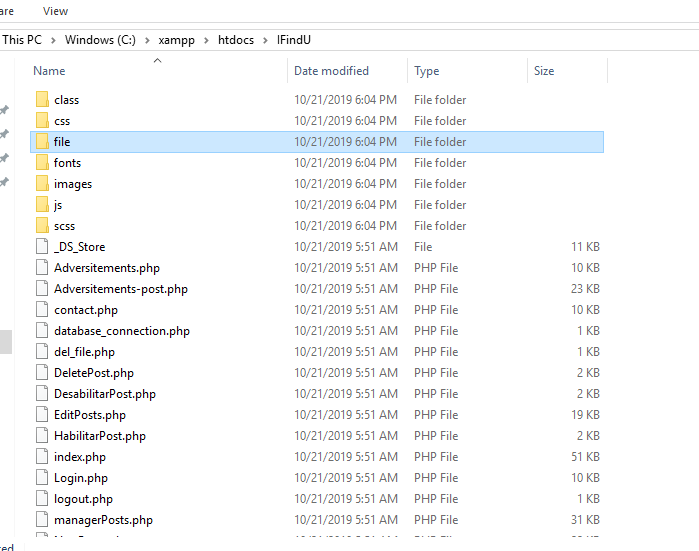 are View
This PC > Windows (C:) > xampp > htdocs > IFindU
Name Date modified Type Size
class 10/21/2019 6:04 PM File folder
css 10/21/2019 6:04 PM File folder
file 10/21/2019 6:04 PM File folder
fonts 10/21/2019 6:04 PM File folder
images 10/21/2019 6:04 PM File folder
js 10/21/2019 6:04 PM File folder
scss 10/21/2019 6:04 PM File folder
_DS_Store 10/21/2019 5:51 AM File 11 KB
Adversitements.php 10/21/2019 5:51 AM PHP File 10 KB
Adversitements-post.php 10/21/2019 5:51 AM PHP File 23 KB
contact.php 10/21/2019 5:51 AM PHP File 10 KB
database_connection.php 10/21/2019 5:51 AM PHP File 1 KB
del_file.php 10/21/2019 5:51 AM PHP File 1 KB
DeletePost.php 10/21/2019 5:51 AM PHP File 2 KB
DesabilitarPost.php 10/21/2019 5:51 AM PHP File 2 KB
EditPosts.php 10/21/2019 5:51 AM PHP File 19 KB
HabilitarPost.php 10/21/2019 5:51 AM PHP File 2 KB
index.php 10/21/2019 5:51 AM PHP File 51 KB
Login.php 10/21/2019 5:51 AM PHP File 10 KB
logout.php 10/21/2019 5:51 AM PHP File 1 KB
managerPosts.php 10/21/2019 5:51 AM PHP File 31 KB